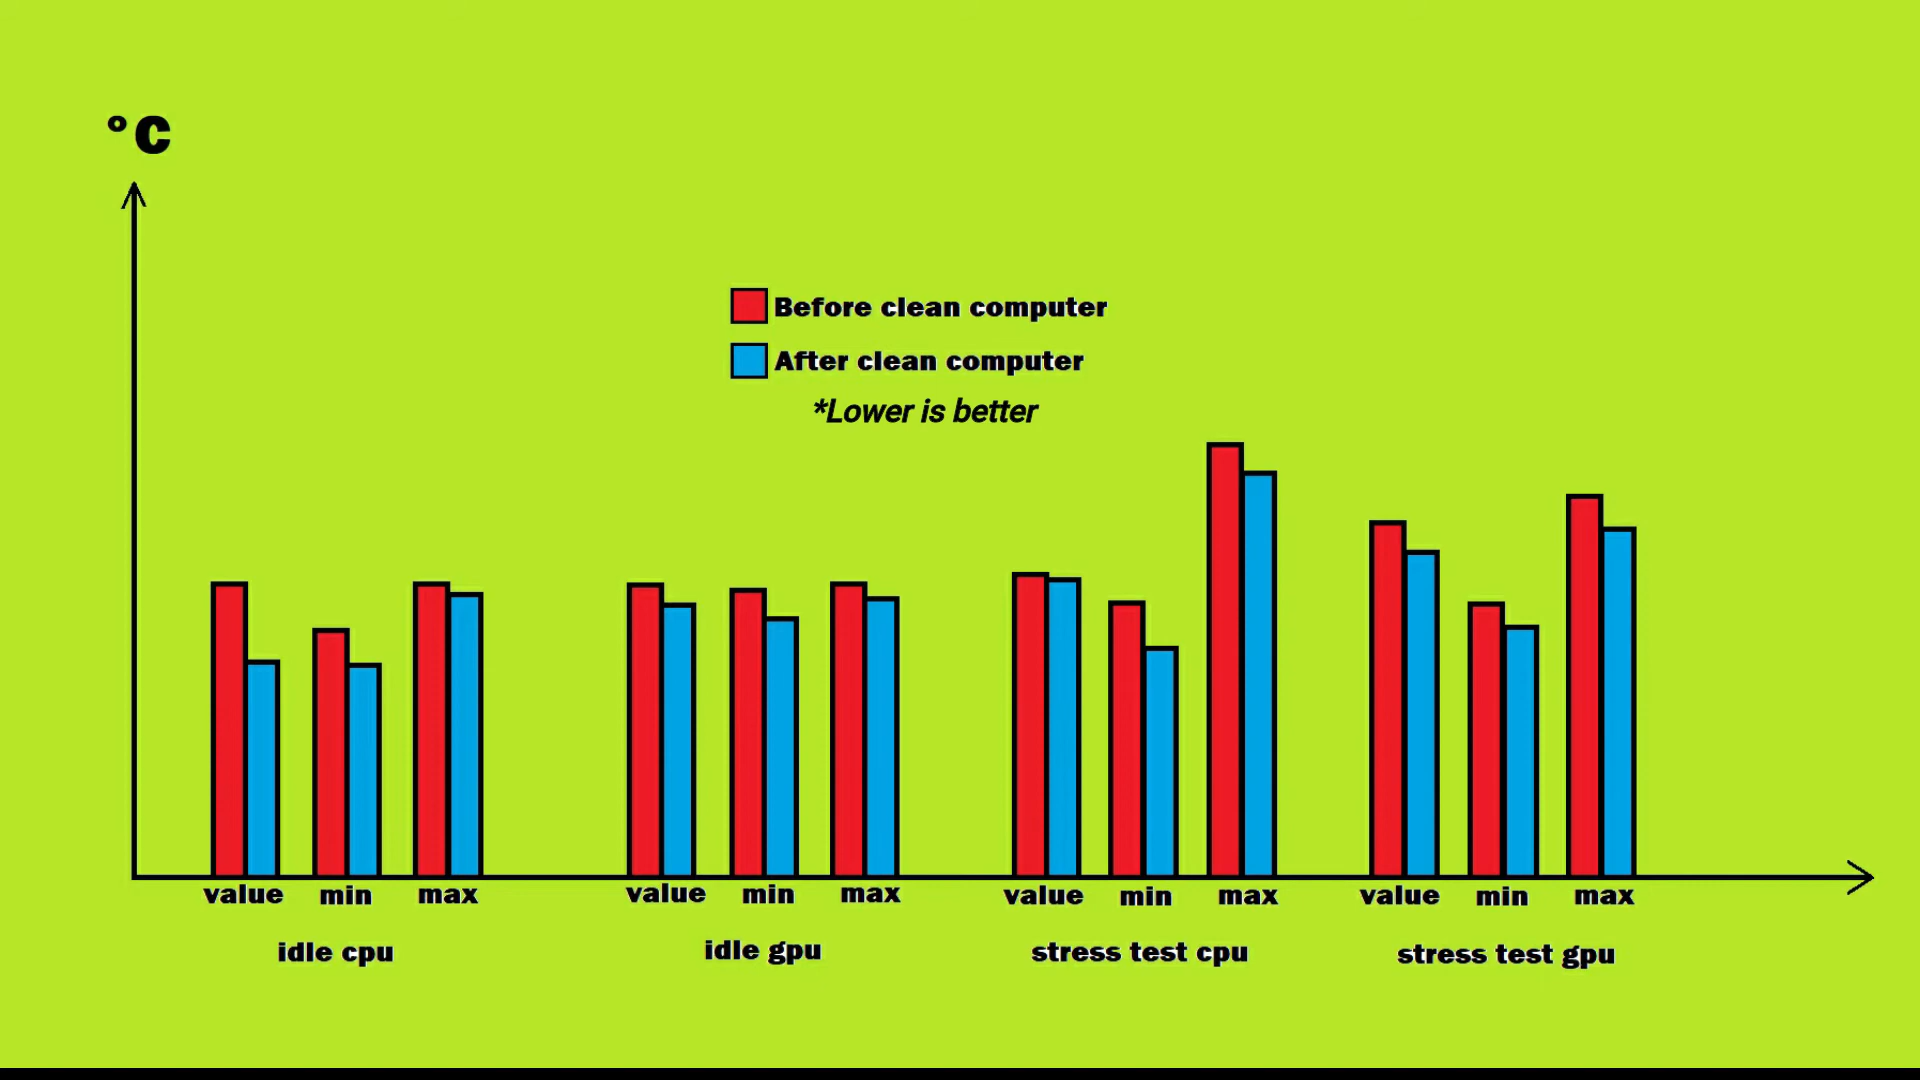 °C
Before clean computer
After clean computer
*Lower is better
value min max value min max value min max value min max
idle cpu idle gpu stress test cpu stress test gpu